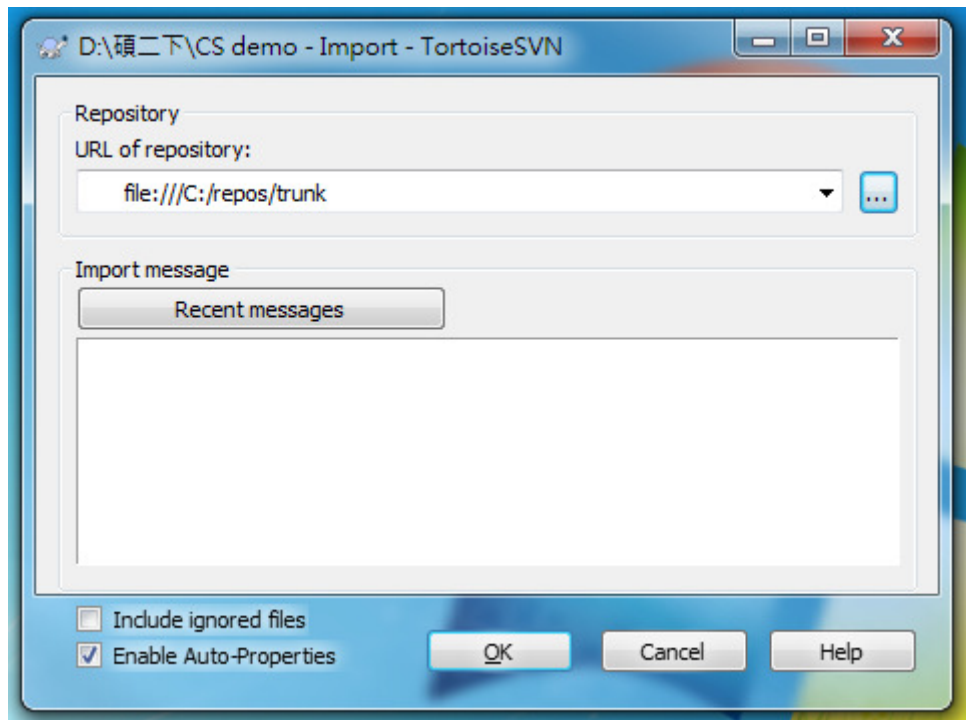 D:\碩二下\CS demo - Import - TortoiseSVN
Repository
URL of repository:
file:///C:/repos/trunk
...
Import message
Recent messages
Include ignored files
Enable Auto-Properties
OK
Cancel
Help